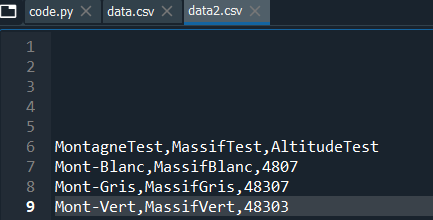 code.py data.csv data2.csv
1
2
3
4
5
6 MontagneTest,MassifTest,AltitudeTest
7 Mont-Blanc,MassifBlanc,4807
8 Mont-Gris,MassifGris,48307
9 Mont-Vert,MassifVert,48303